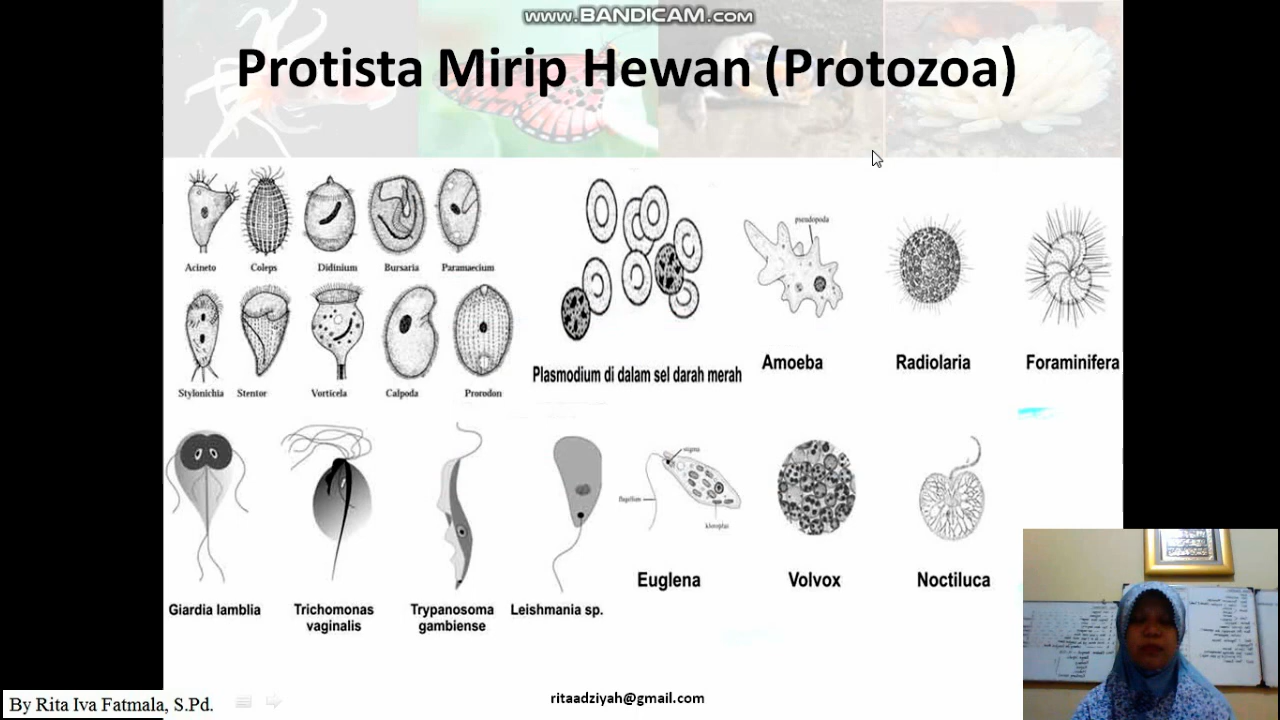 WWW.BANDICAM.COM
Protista Mirip Hewan (Protozoa)
Acineto
Coleps
Didinium
Bursaria
Paramaecium
pseudopoda
Stylonichia
Stentor
Vorticela
Calpoda
Prorodon
Plasmodium di dalam sel darah merah
Amoeba
Radiolaria
Foraminifera
Giardia lamblia
Trichomonas
vaginalis
Trypanosoma
gambiense
Leishmania sp.
stigma
flagellum
kloroplas
Euglena
Volvox
Noctiluca
By Rita Iva Fatmala, S.Pd.
ritaadziyah@gmail.com